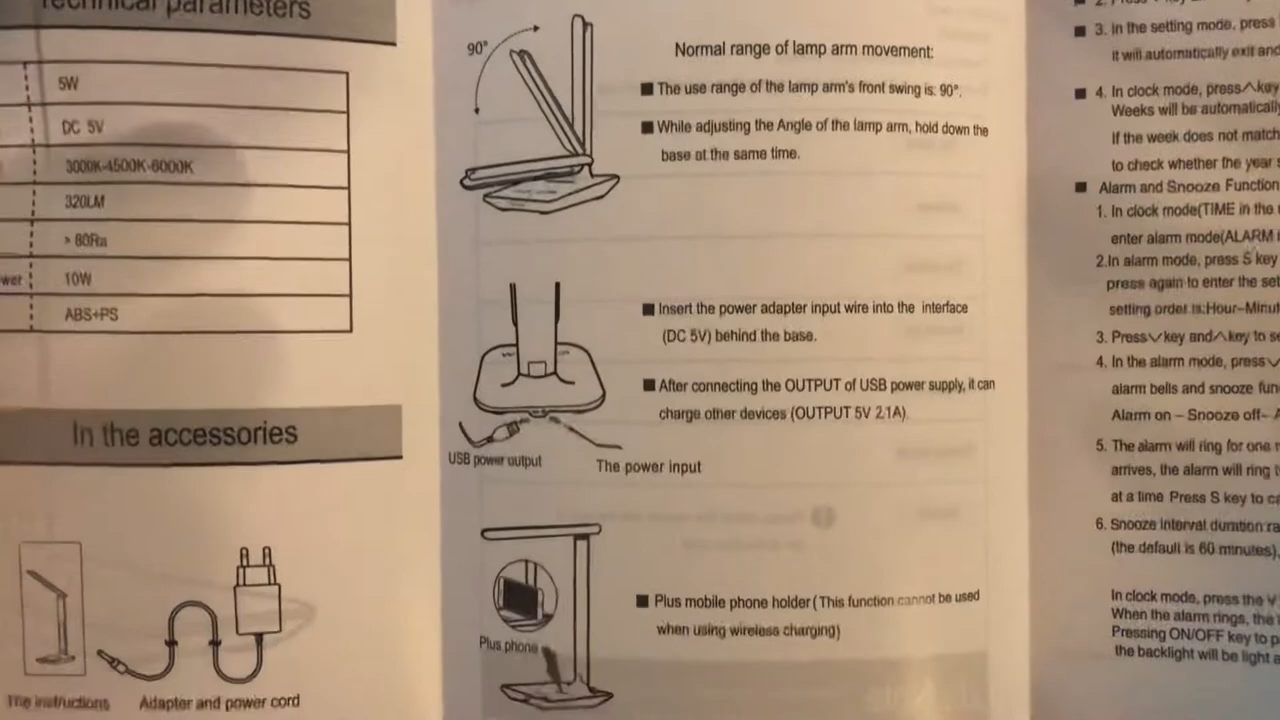 Technical parameters
5W
DC 5V
3000K-4500K-6000K
320LM
> 80Ra
10W
ABS+PS
In the accessories
The instructions
Adapter and power cord
90°
Normal range of lamp arm movement:
■ The use range of the lamp arm's front swing is: 90°.
■ While adjusting the Angle of the lamp arm, hold down the
base at the same time.
■ Insert the power adapter input wire into the interface
(DC 5V) behind the base.
■ After connecting the OUTPUT of USB power supply, it can
charge other devices (OUTPUT 5V 2.1A).
USB power output
The power input
■ Plus mobile phone holder (This function cannot be used
when using wireless charging)
Plus phone
■ 3. In the setting mode, press
it will automatically exit and
■ 4. In clock mode, press ∧ key
Weeks will be automatically
If the week does not match
to check whether the year
■ Alarm and Snooze Function
1. In clock mode(TIME in the
enter alarm mode(ALARM
2.In alarm mode, press S key
press again to enter the
setting order is:Hour–
3. Press ∨ key and ∧ key to
4. In the alarm mode, press ∨
alarm bells and snooze
Alarm on – Snooze off–
5. The alarm will ring for one
arrives, the alarm will ring
at a time Press S key to
6. Snooze interval duration
(the default is 60 minutes)
In clock mode, press the ∨
When the alarm rings, the
Pressing ON/OFF key to
the backlight will be light